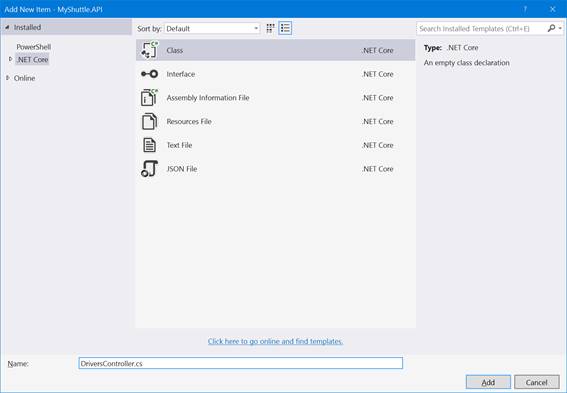 Add New Item - MyShuttle.API
Installed
PowerShell
.NET Core
Online
Sort by: Default
Search Installed Templates (Ctrl+E)
Class .NET Core
Interface .NET Core
Assembly Information File .NET Core
Resources File .NET Core
Text File .NET Core
JSON File .NET Core
Type: .NET Core
An empty class declaration
Click here to go online and find templates.
Name: DriversController.cs
Add Cancel